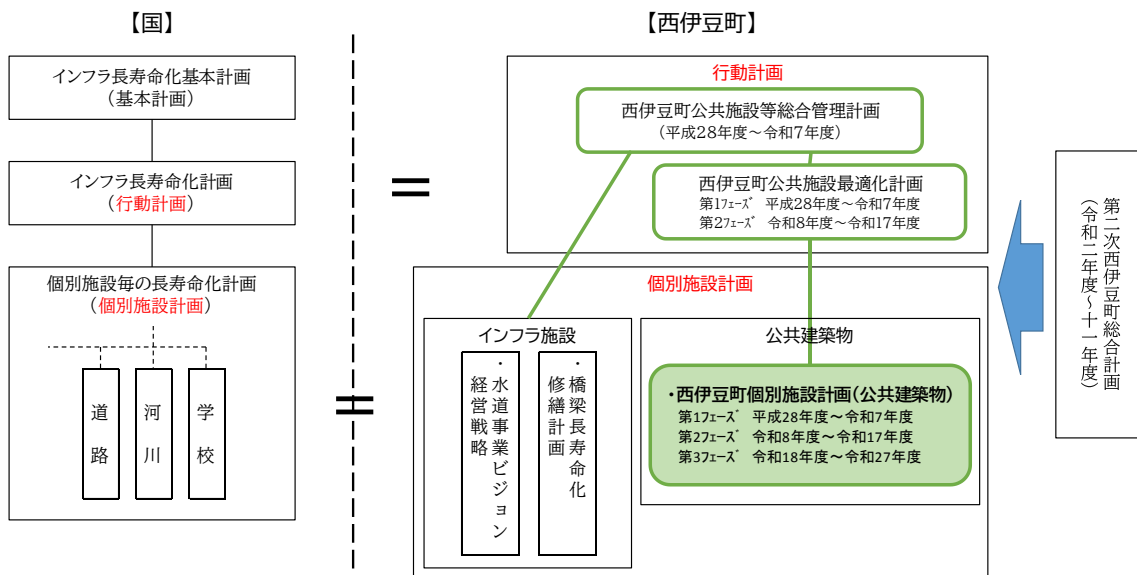 【国】
インフラ長寿命化基本計画
(基本計画)
インフラ長寿命化計画
(行動計画)
個別施設毎の長寿命化計画
(個別施設計画)
道路
河川
学校
=
=
【西伊豆町】
行動計画
西伊豆町公共施設等総合管理計画
(平成28年度～令和7年度)
西伊豆町公共施設最適化計画
第1ﾌｪｰｽﾞ 平成28年度～令和7年度
第2ﾌｪｰｽﾞ 令和8年度～令和17年度
個別施設計画
インフラ施設
・水道事業ビジョン
経営戦略
・橋梁長寿命化
修繕計画
公共建築物
・西伊豆町個別施設計画(公共建築物)
第1ﾌｪｰｽﾞ 平成28年度～令和7年度
第2ﾌｪｰｽﾞ 令和8年度～令和17年度
第3ﾌｪｰｽﾞ 令和18年度～令和27年度
第二次西伊豆町総合計画
(令和二年度～十一年度)